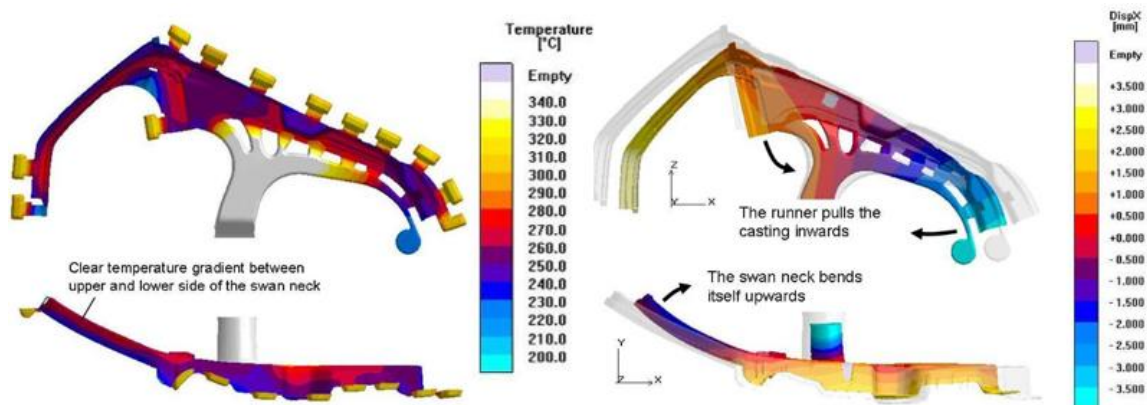 Temperature
[°C]
Empty
340.0
330.0
320.0
310.0
300.0
290.0
280.0
270.0
260.0
250.0
240.0
230.0
220.0
210.0
200.0
Clear temperature gradient between
upper and lower side of the swan neck
DispX
[mm]
Empty
+3.500
+3.000
+2.500
+2.000
+1.500
+1.000
+0.500
+0.000
- 0.500
- 1.000
- 1.500
- 2.000
- 2.500
- 3.000
- 3.500
Z
Y
X
The runner pulls the
casting inwards
The swan neck bends
itself upwards
Y
Z
X